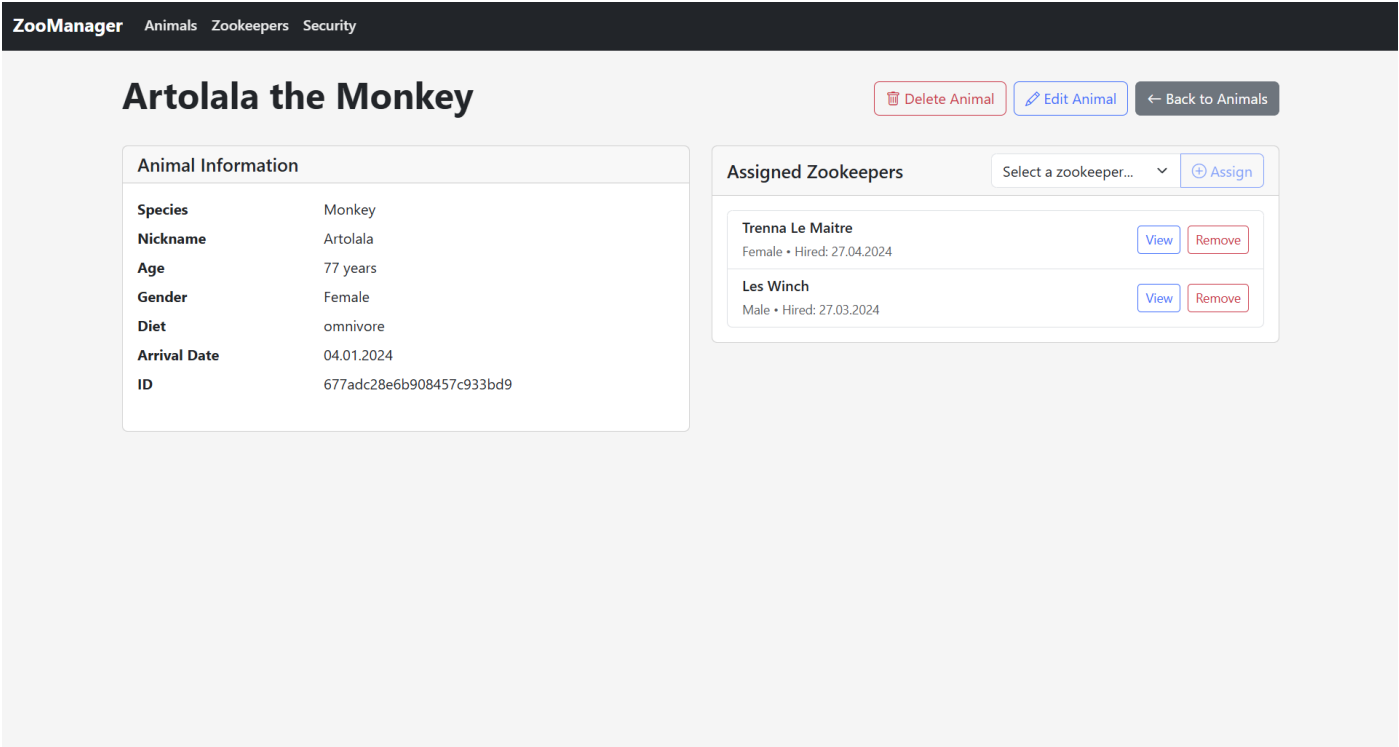 ZooManager Animals Zookeepers Security
Artolala the Monkey
Delete Animal Edit Animal ← Back to Animals
Animal Information
Species Monkey
Nickname Artolala
Age 77 years
Gender Female
Diet omnivore
Arrival Date 04.01.2024
ID 677adc28e6b908457c933bd9
Assigned Zookeepers Select a zookeeper... Assign
Trenna Le Maitre
Female • Hired: 27.04.2024
View Remove
Les Winch
Male • Hired: 27.03.2024
View Remove